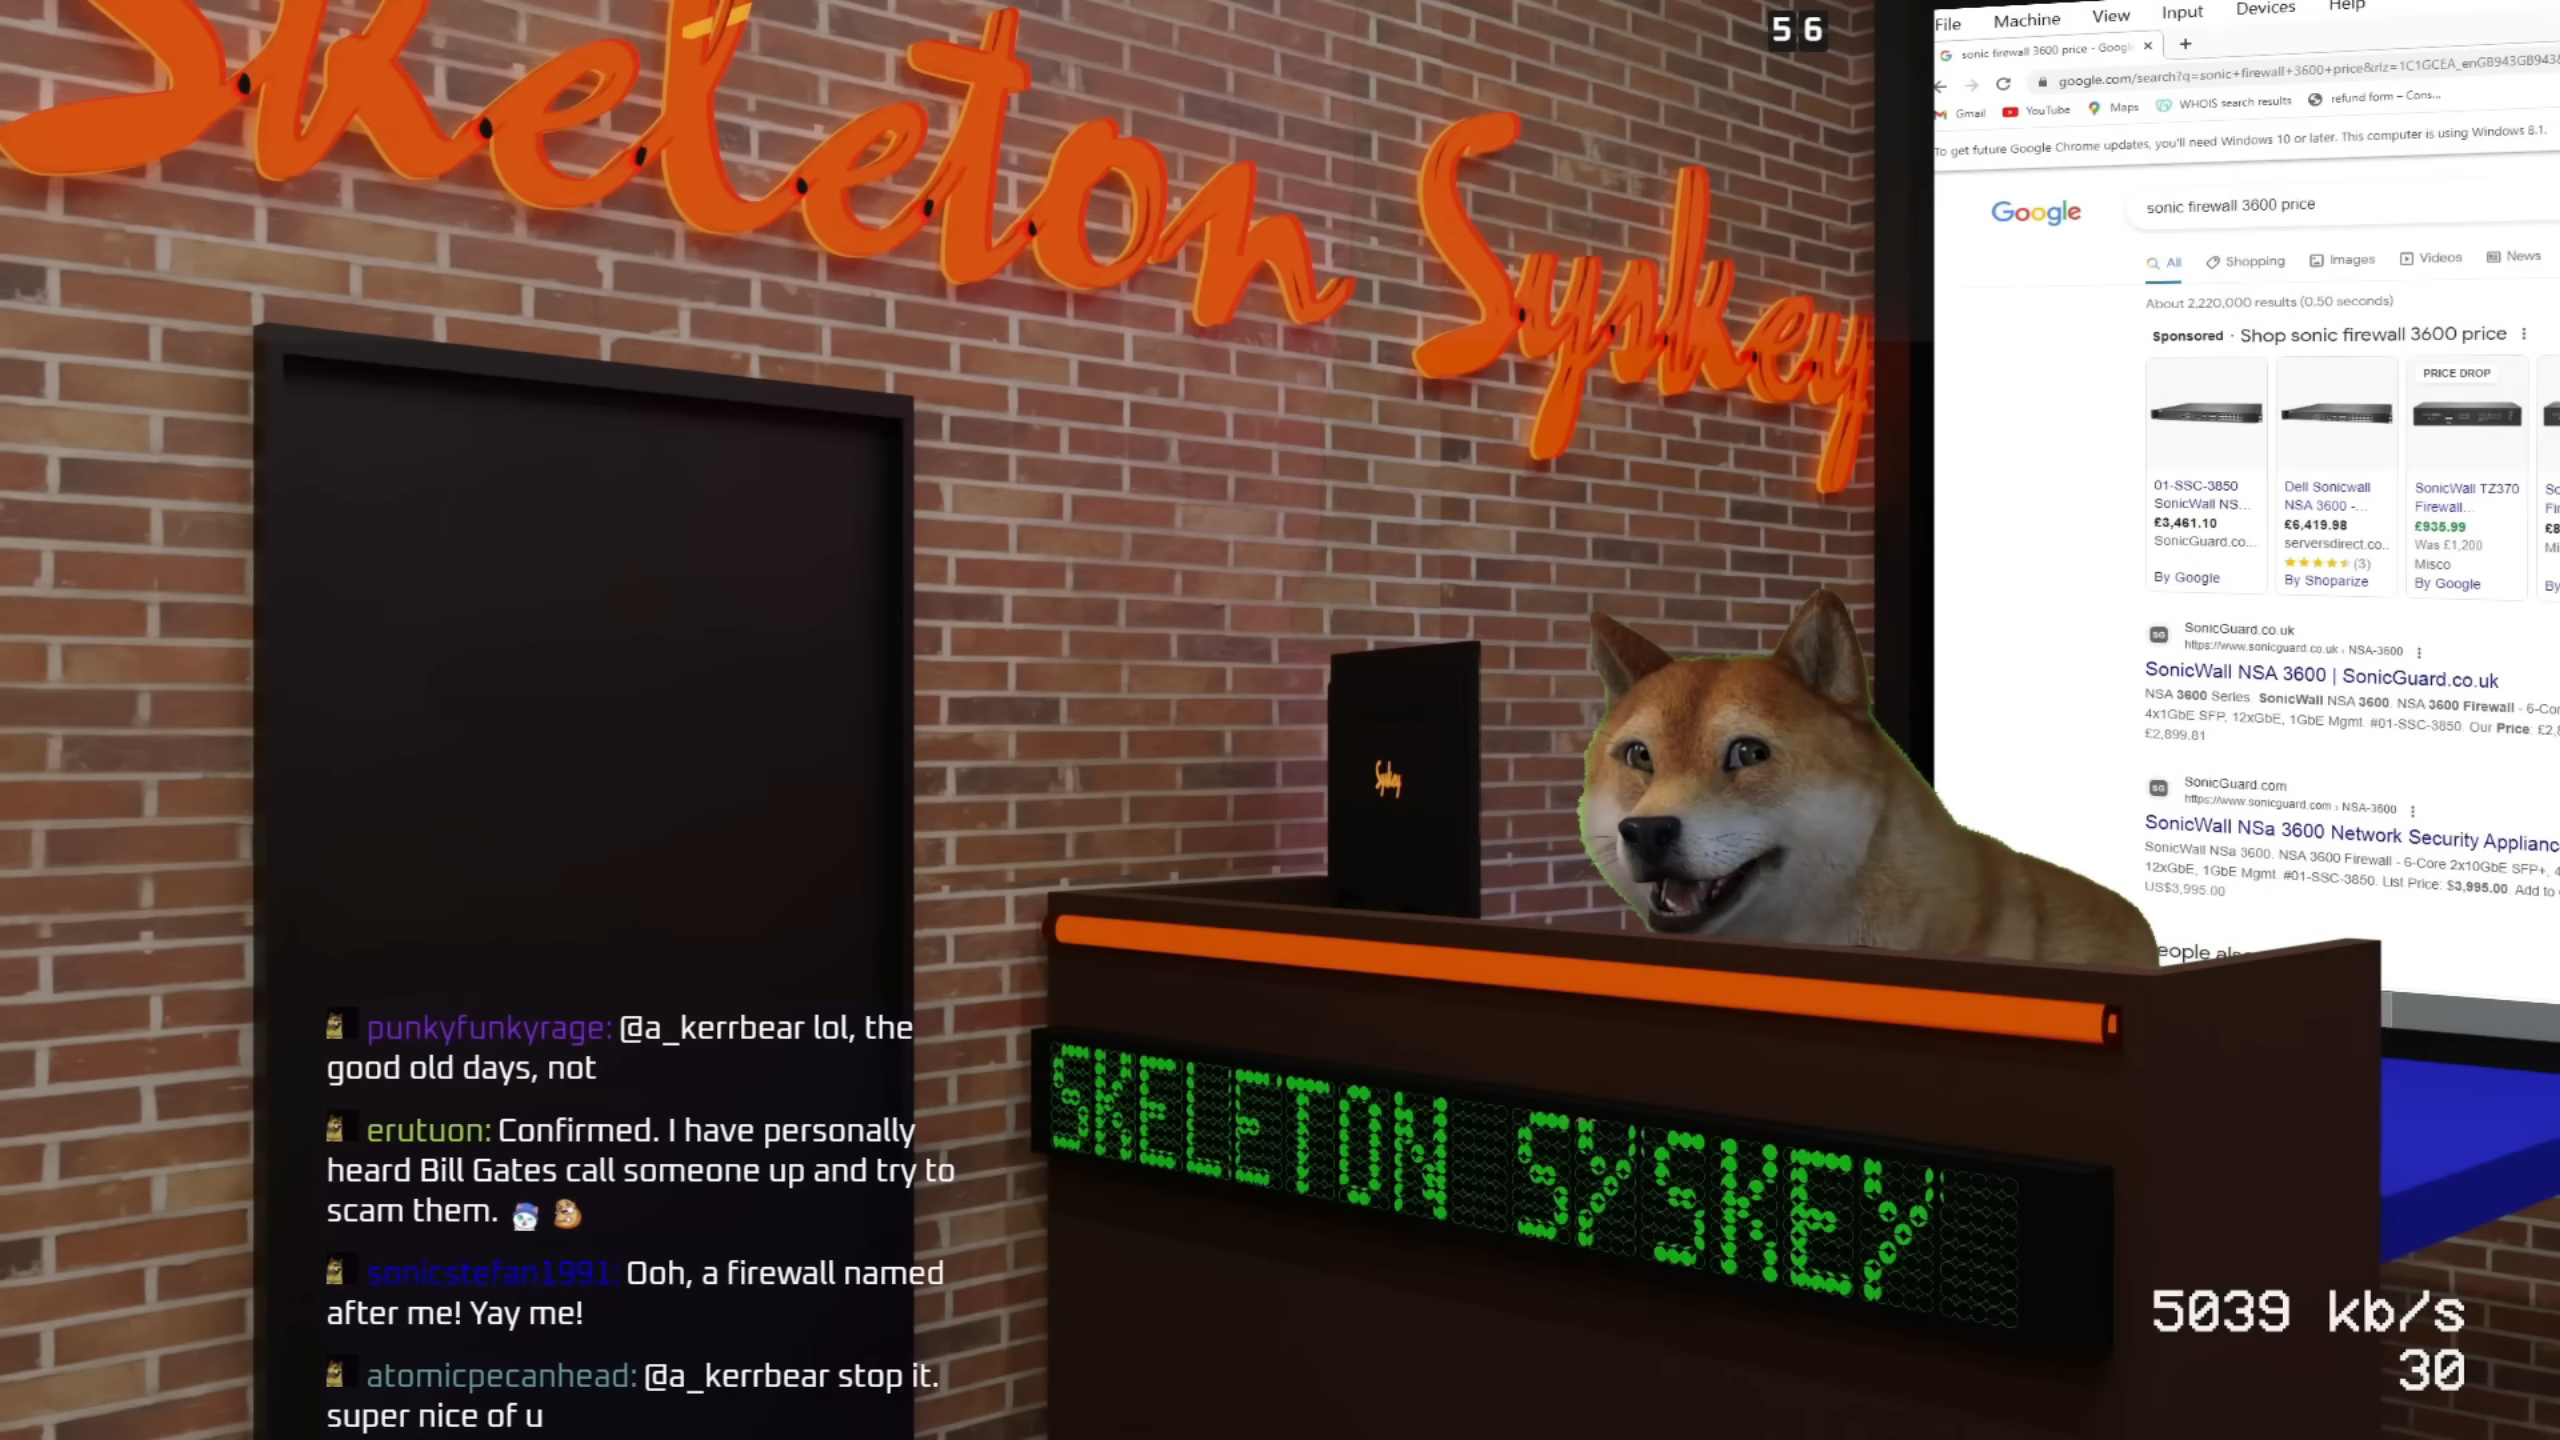 Skeleton Syskey
56
File Machine View Input Devices Help
sonic firewall 3600 price - Googl
google.com/search?q=sonic+firewall+3600+price&rlz=1C1GCEA_enGB943GB943&
Gmail YouTube Maps WHOIS search results refund form – Cons...
To get future Google Chrome updates, you'll need Windows 10 or later. This computer is using Windows 8.1.
Google
sonic firewall 3600 price
All Shopping Images Videos News
About 2,220,000 results (0.50 seconds)
Sponsored · Shop sonic firewall 3600 price
PRICE DROP
01-SSC-3850
SonicWall NS...
£3,461.10
SonicGuard.co...
By Google
Dell Sonicwall
NSA 3600 -...
£6,419.98
serversdirect.co..
(3)
By Shoparize
SonicWall TZ370
Firewall...
£935.99
Was £1,200
Misco
By Google
SG
SonicGuard.co.uk
https://www.sonicguard.co.uk › NSA-3600
SonicWall NSA 3600 | SonicGuard.co.uk
NSA 3600 Series. SonicWall NSA 3600. NSA 3600 Firewall - 6-Cor
4x1GbE SFP, 12xGbE, 1GbE Mgmt. #01-SSC-3850. Our Price: £2,8
£2,899.81
SG
SonicGuard.com
https://www.sonicguard.com › NSA-3600
SonicWall NSa 3600 Network Security Applianc
SonicWall NSa 3600. NSA 3600 Firewall - 6-Core 2x10GbE SFP+, 4
12xGbE, 1GbE Mgmt. #01-SSC-3850. List Price: $3,995.00. Add to
US$3,995.00
eople als
Syskey
SKELETON SYSKEY
punkyfunkyrage: @a_kerrbear lol, the
good old days, not
erutuon: Confirmed. I have personally
heard Bill Gates call someone up and try to
scam them.
sonicstefan1991: Ooh, a firewall named
after me! Yay me!
atomicpecanhead: @a_kerrbear stop it.
super nice of u
5039 kb/s
30